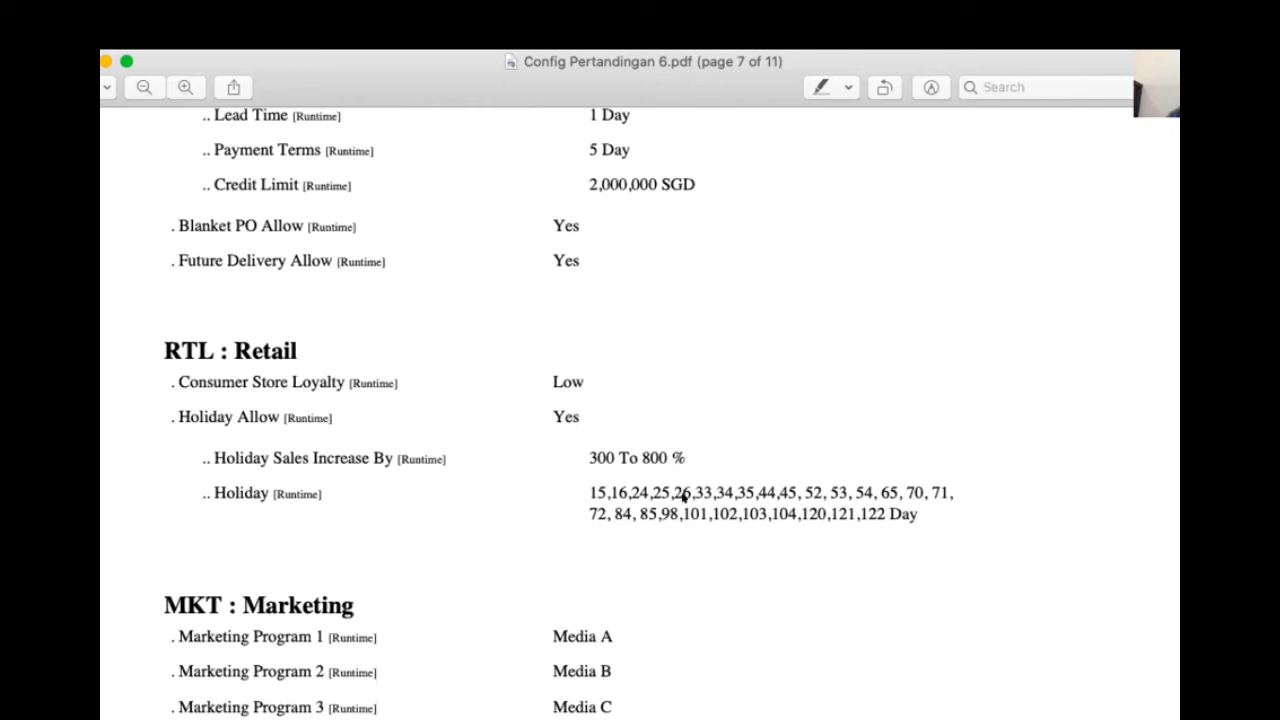 Config Pertandingan 6.pdf (page 7 of 11)
Search
.. Lead Time [Runtime] 1 Day
.. Payment Terms [Runtime] 5 Day
.. Credit Limit [Runtime] 2,000,000 SGD
. Blanket PO Allow [Runtime] Yes
. Future Delivery Allow [Runtime] Yes
RTL : Retail
. Consumer Store Loyalty [Runtime] Low
. Holiday Allow [Runtime] Yes
.. Holiday Sales Increase By [Runtime] 300 To 800 %
.. Holiday [Runtime] 15,16,24,25,26,33,34,35,44,45, 52, 53, 54, 65, 70, 71,
72, 84, 85,98,101,102,103,104,120,121,122 Day
MKT : Marketing
. Marketing Program 1 [Runtime] Media A
. Marketing Program 2 [Runtime] Media B
. Marketing Program 3 [Runtime] Media C